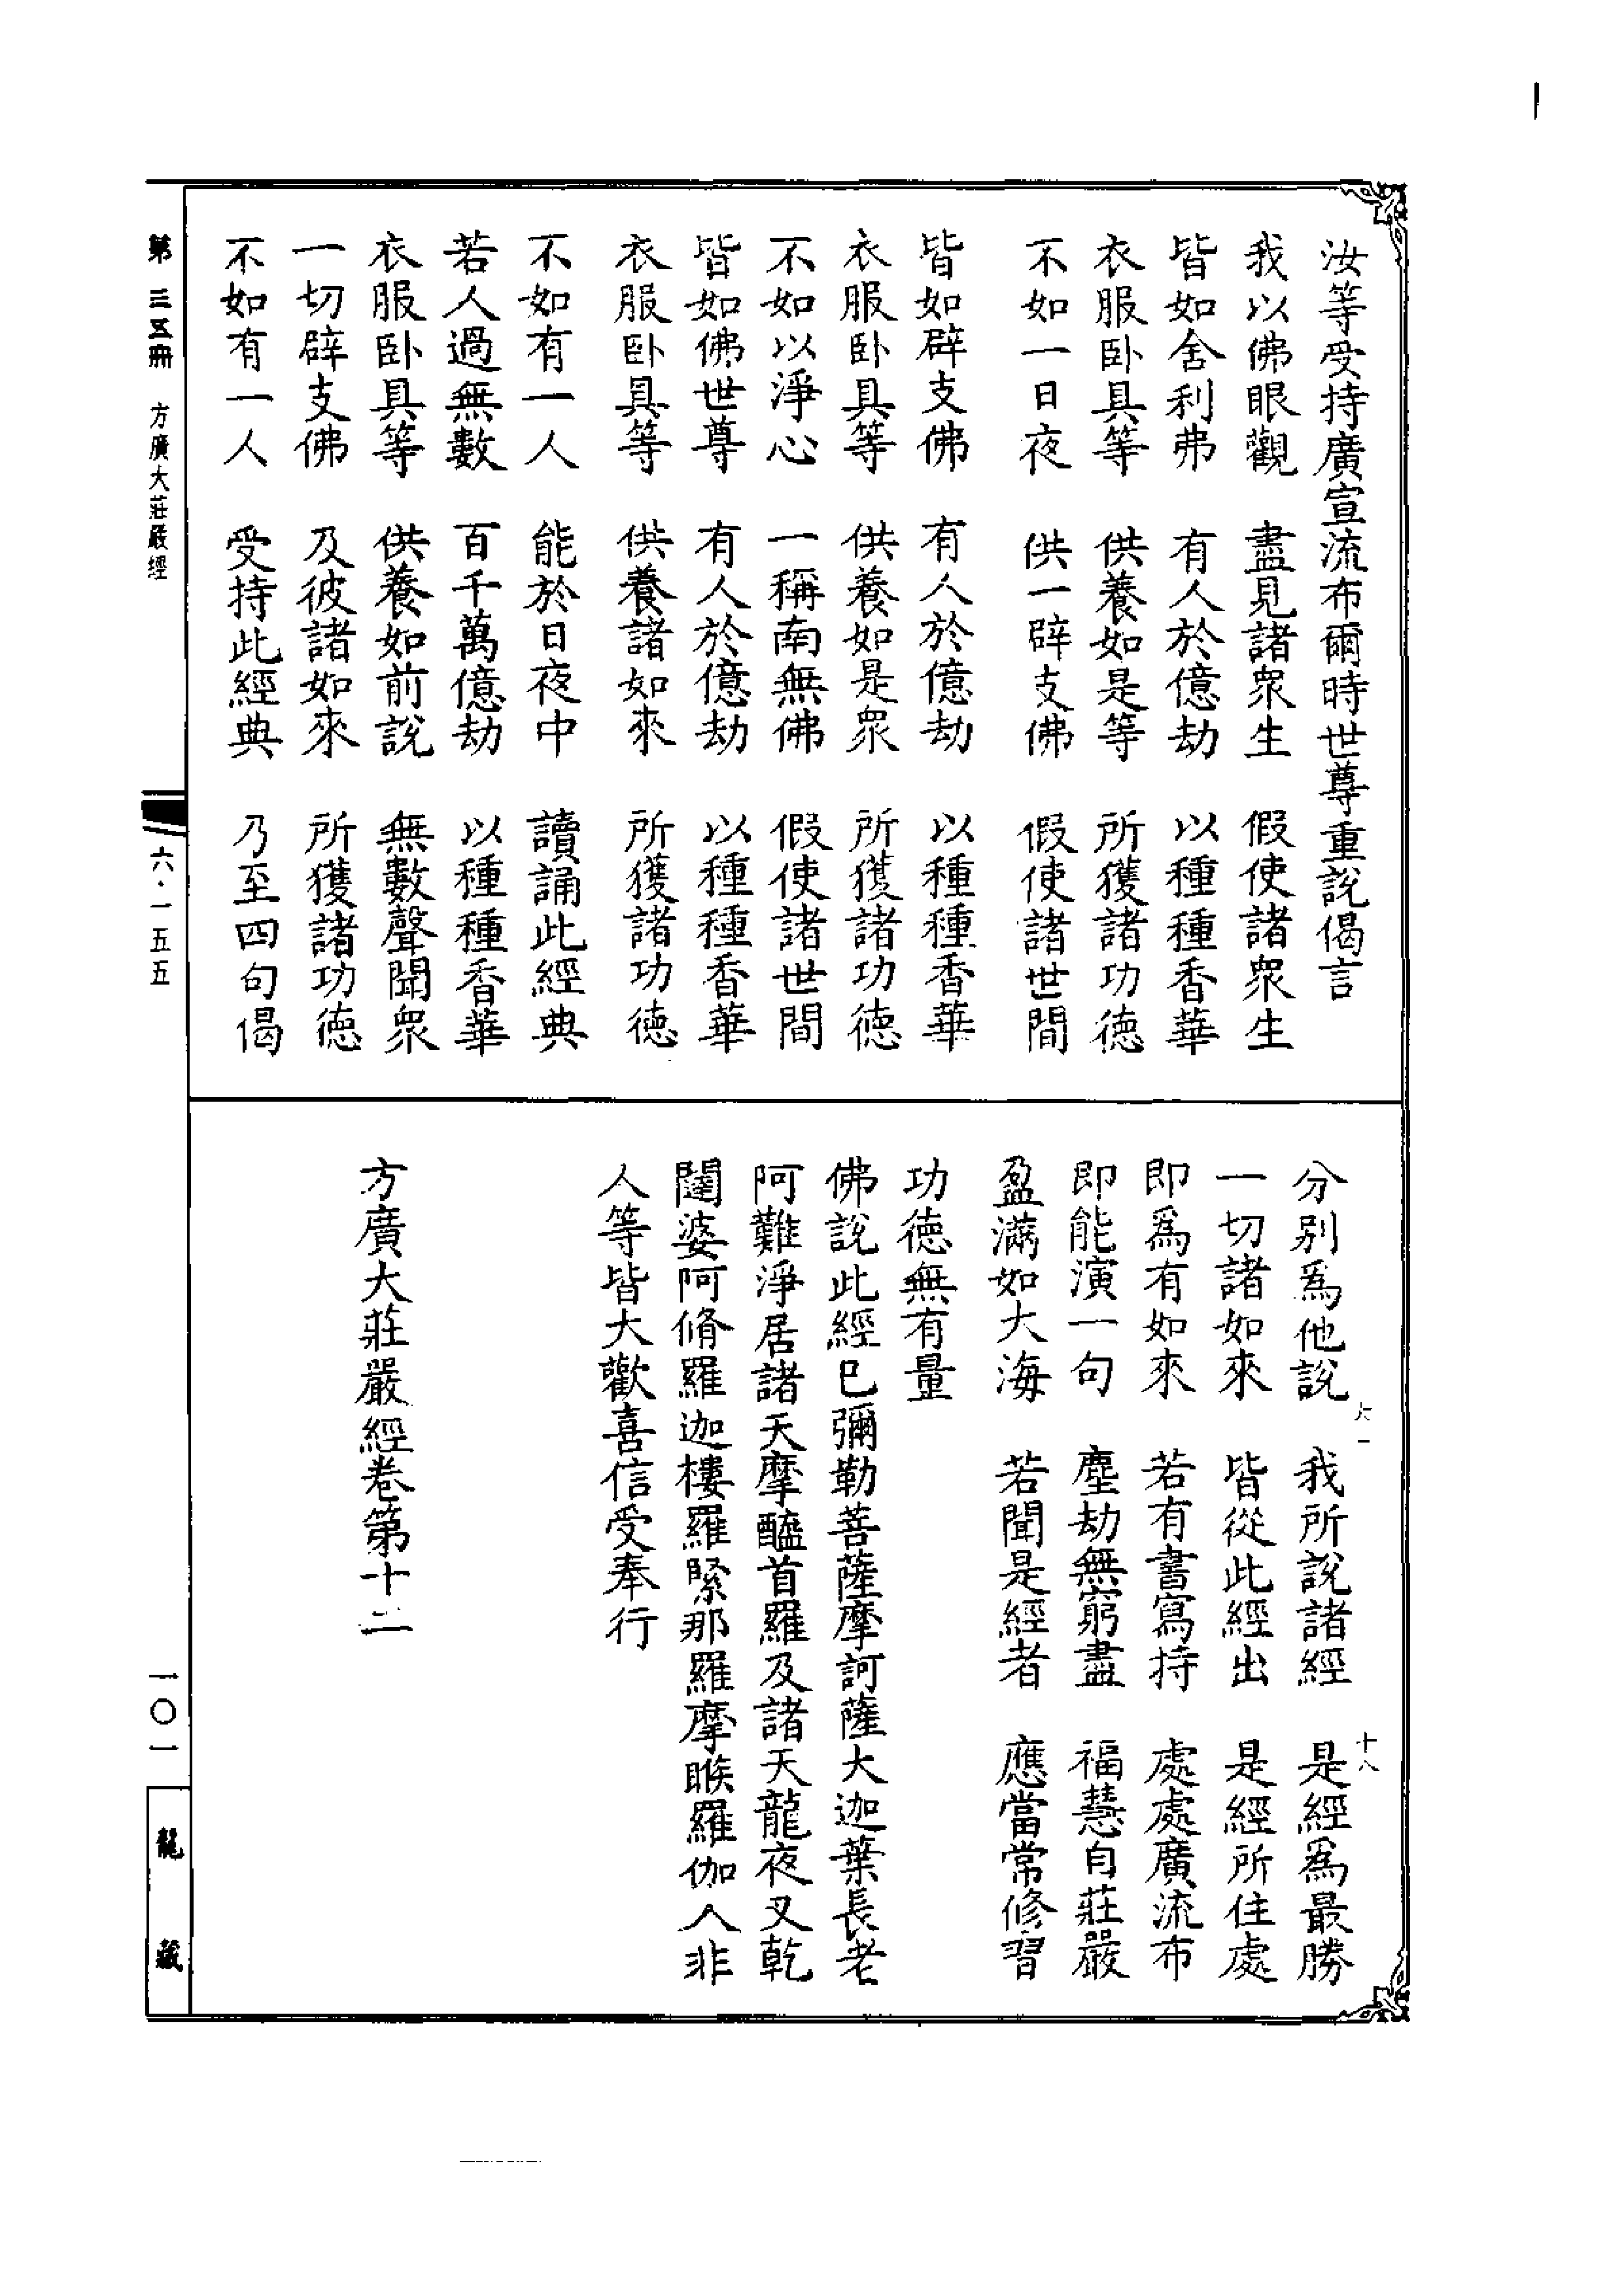 汝等受持廣宣流布爾時世尊重說偈言
我以佛眼觀　盡見諸衆生　假使諸衆生
皆如舍利弗　有人於億劫　以種種香華
衣服卧具等　供養如是等　所獲諸功德
不如一日夜　供一辟支佛　假使諸世間
皆如辟支佛　有人於億劫　以種種香華
衣服卧具等　供養如是衆　所獲諸功德
不如以淨心　一稱南無佛　假使諸世間
皆如佛世尊　有人於億劫　以種種香華
衣服卧具等　供養諸如來　所獲諸功德
不如有一人　能於日夜中　讀誦此經典
若人過無數　百千萬億劫　以種種香華
衣服卧具等　供養如前說　無數聲聞衆
一切辟支佛　及彼諸如來　所獲諸功德
不如有一人　受持此經典　乃至四句偈
分別爲他說　我所說諸經　是經爲最勝
一切諸如來　皆從此經出　是經所住處
即爲有如來　若有書寫持　處處廣流布
即能演一句　塵劫無窮盡　福慧自莊嚴
盈滿如大海　若聞是經者　應當常修習
功德無有量
佛說此經已彌勒菩薩摩訶薩大迦葉長老
阿難淨居諸天摩醯首羅及諸天龍夜叉乾
闥婆阿脩羅迦樓羅緊那羅摩睺羅伽人非
人等皆大歡喜信受奉行
方廣大莊嚴經卷第十二
第三五冊　方廣大莊嚴經
六·一五五
一〇一
龍藏
十八